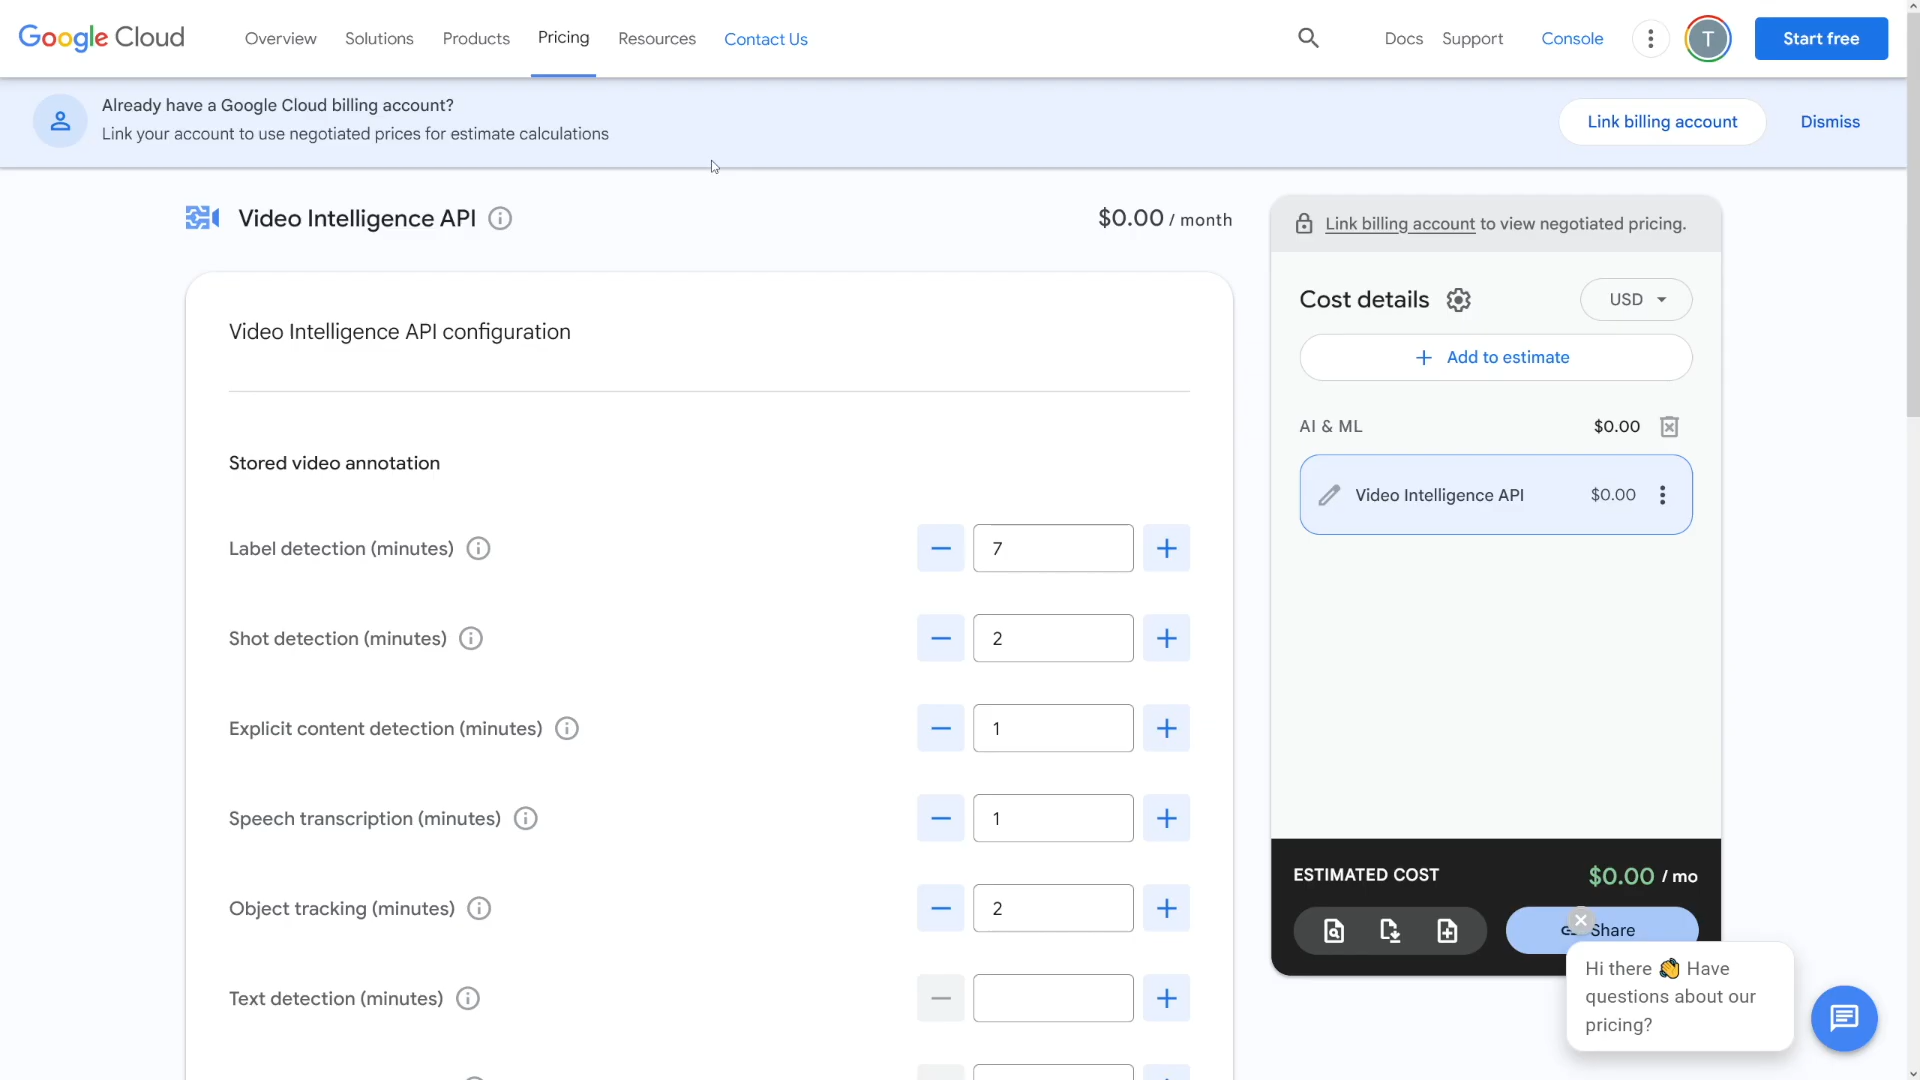 Google Cloud
Overview Solutions Products Pricing Resources Contact Us Docs Support Console T Start free
Already have a Google Cloud billing account?
Link your account to use negotiated prices for estimate calculations
Link billing account Dismiss
Video Intelligence API $0.00 / month
Link billing account to view negotiated pricing.
Video Intelligence API configuration
Cost details USD
Add to estimate
AI & ML $0.00
Video Intelligence API $0.00
Stored video annotation
Label detection (minutes) 7
Shot detection (minutes) 2
Explicit content detection (minutes) 1
Speech transcription (minutes) 1
Object tracking (minutes) 2
Text detection (minutes)
ESTIMATED COST $0.00 / mo
Share
Hi there 👋 Have
questions about our
pricing?